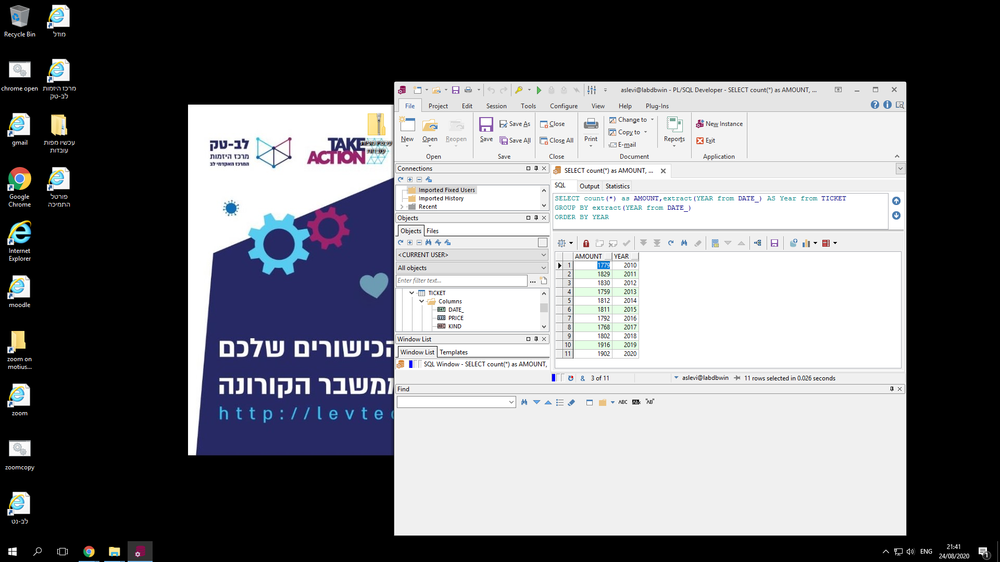 Recycle Bin
מודל
chrome open
מרכז היזמות
לב-טק
gmail
עכשיו מפות
עובדות
Google
Chrome
פורטל
התמיכה
Internet
Explorer
moodle
zoom on
motius...
zoom
zoomcopy
לב-נט
לב-טק
מרכז היזמות
המרכז האקדמי לב
TAKE
ACTION
עכשיו מפות
עובדות
הכישורים שלכם
ממשבר הקורונה
http://levtec
aslevi@labdbwin - PL/SQL Developer - SELECT count(*) as AMOUNT, ...
File Project Edit Session Tools Configure View Help Plug-Ins
New Open Reopen
Open
Save Save As
Save All
Save
Close
Close All
Close
Print
Change to
Copy to
E-mail
Document
Reports
New Instance
Exit
Application
Connections
Imported Fixed Users
Imported History
Recent
Objects
Objects Files
<CURRENT USER>
All objects
Enter filter text...
TICKET
Columns
DAT DATE_
123 PRICE
ABC KIND
Window List
Window List Templates
SQL Window - SELECT count(*) as AMOUNT,
SELECT count(*) as AMOUNT, ...
SQL Output Statistics
SELECT count(*) as AMOUNT,extract(YEAR from DATE_) AS Year from TICKET
GROUP BY extract(YEAR from DATE_)
ORDER BY YEAR
AMOUNT YEAR
1 1779 2010
2 1829 2011
3 1830 2012
4 1759 2013
5 1812 2014
6 1811 2015
7 1792 2016
8 1768 2017
9 1802 2018
10 1916 2019
11 1902 2020
& 3 of 11 aslevi@labdbwin 11 rows selected in 0.026 seconds
Find
ABC "AB"
ENG
21:41
24/08/2020
1